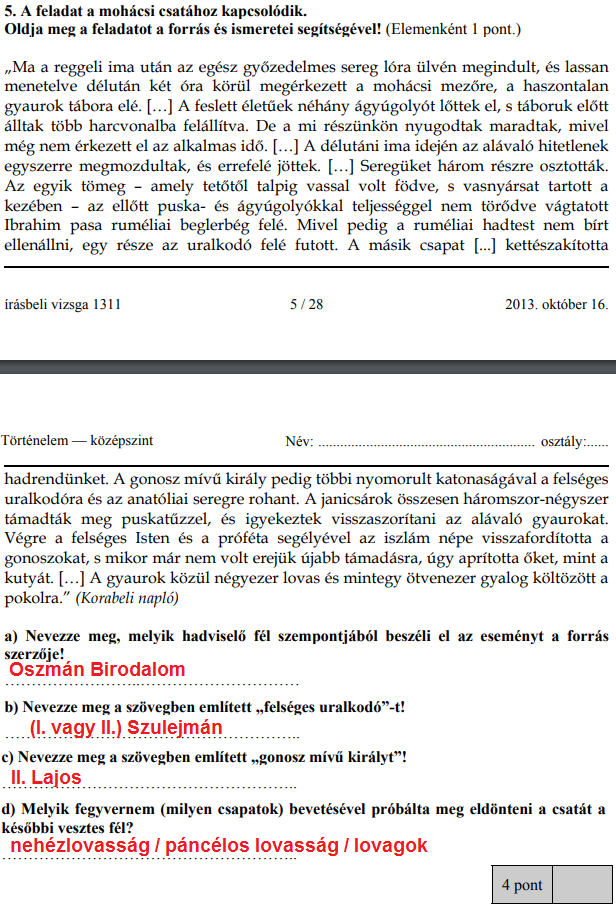 5. A feladat a mohácsi csatához kapcsolódik.
Oldja meg a feladatot a forrás és ismeretei segítségével! (Elemenként 1 pont.)
„Ma a reggeli ima után az egész győzedelmes sereg lóra ülvén megindult, és lassan
menetelve délután két óra körül megérkezett a mohácsi mezőre, a haszontalan
gyaurok tábora elé. […] A feslett életűek néhány ágyúgolyót lőttek el, s táboruk előtt
álltak több harcvonalba felállítva. De a mi részünkön nyugodtak maradtak, mivel
még nem érkezett el az alkalmas idő. […] A délutáni ima idején az alávaló hitetlenek
egyszerre megmozdultak, és errefelé jöttek. […] Seregüket három részre osztották.
Az egyik tömeg – amely tetőtől talpig vassal volt födve, s vasnyársat tartott a
kezében – az ellőtt puska- és ágyúgolyókkal teljességgel nem törődve vágtatott
Ibrahim pasa ruméliai beglerbég felé. Mivel pedig a ruméliai hadtest nem bírt
ellenállni, egy része az uralkodó felé futott. A másik csapat [...] kettészakította
írásbeli vizsga 1311 5 / 28 2013. október 16.
Történelem — középszint Név: ........................................................... osztály:......
hadrendünket. A gonosz mívű király pedig többi nyomorult katonaságával a felséges
uralkodóra és az anatóliai seregre rohant. A janicsárok összesen háromszor-négyszer
támadták meg puskatűzzel, és igyekeztek visszaszorítani az alávaló gyaurokat.
Végre a felséges Isten és a próféta segélyével az iszlám népe visszafordította a
gonoszokat, s mikor már nem volt erejük újabb támadásra, úgy aprította őket, mint a
kutyát. […] A gyaurok közül négyezer lovas és mintegy ötvenezer gyalog költözött a
pokolra.” (Korabeli napló)
a) Nevezze meg, melyik hadviselő fél szempontjából beszéli el az eseményt a forrás
szerzője!
Oszmán Birodalom
b) Nevezze meg a szövegben említett „felséges uralkodó”-t!
(I. vagy II.) Szulejmán
c) Nevezze meg a szövegben említett „gonosz mívű királyt”!
II. Lajos
d) Melyik fegyvernem (milyen csapatok) bevetésével próbálta meg eldönteni a csatát a
későbbi vesztes fél?
nehézlovasság / páncélos lovasság / lovagok
4 pont